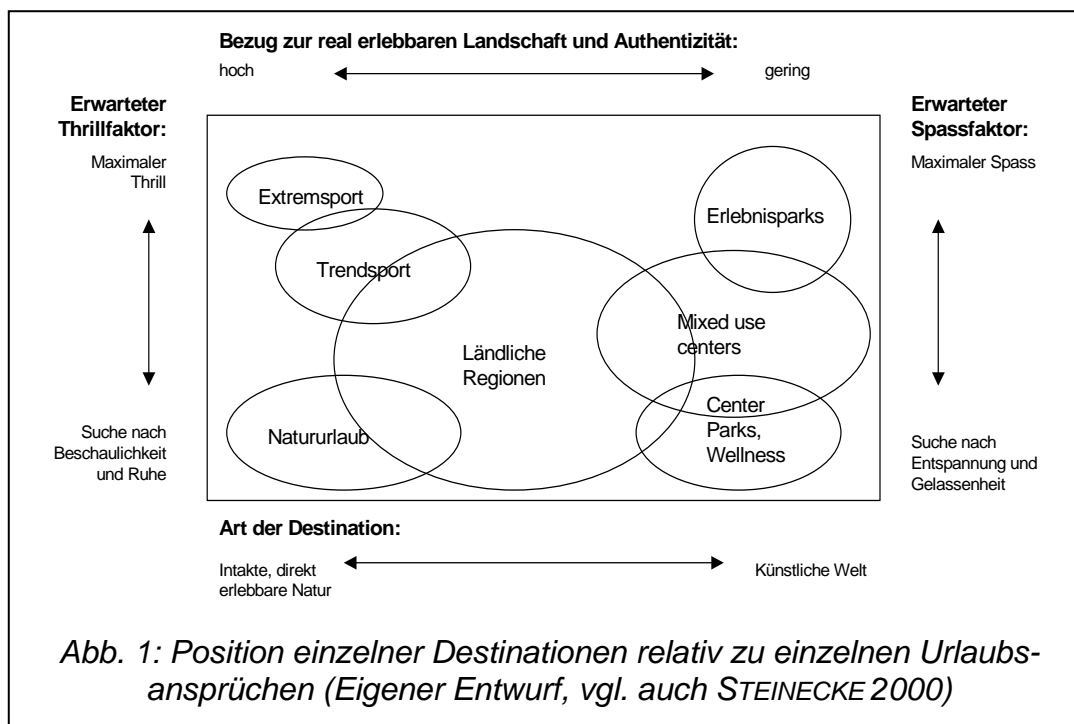 Bezug zur real erlebbaren Landschaft und Authentizität:
hoch
gering
Erwarteter
Thrillfaktor:
Maximaler
Thrill
Suche nach
Beschaulichkeit
und Ruhe
Erwarteter
Spassfaktor:
Maximaler Spass
Suche nach
Entspannung und
Gelassenheit
Extremsport
Trendsport
Natururlaub
Ländliche
Regionen
Erlebnisparks
Mixed use
centers
Center
Parks,
Wellness
Art der Destination:
Intakte, direkt
erlebbare Natur
Künstliche Welt
Abb. 1: Position einzelner Destinationen relativ zu einzelnen Urlaubs-
ansprüchen (Eigener Entwurf, vgl. auch STEINECKE 2000)